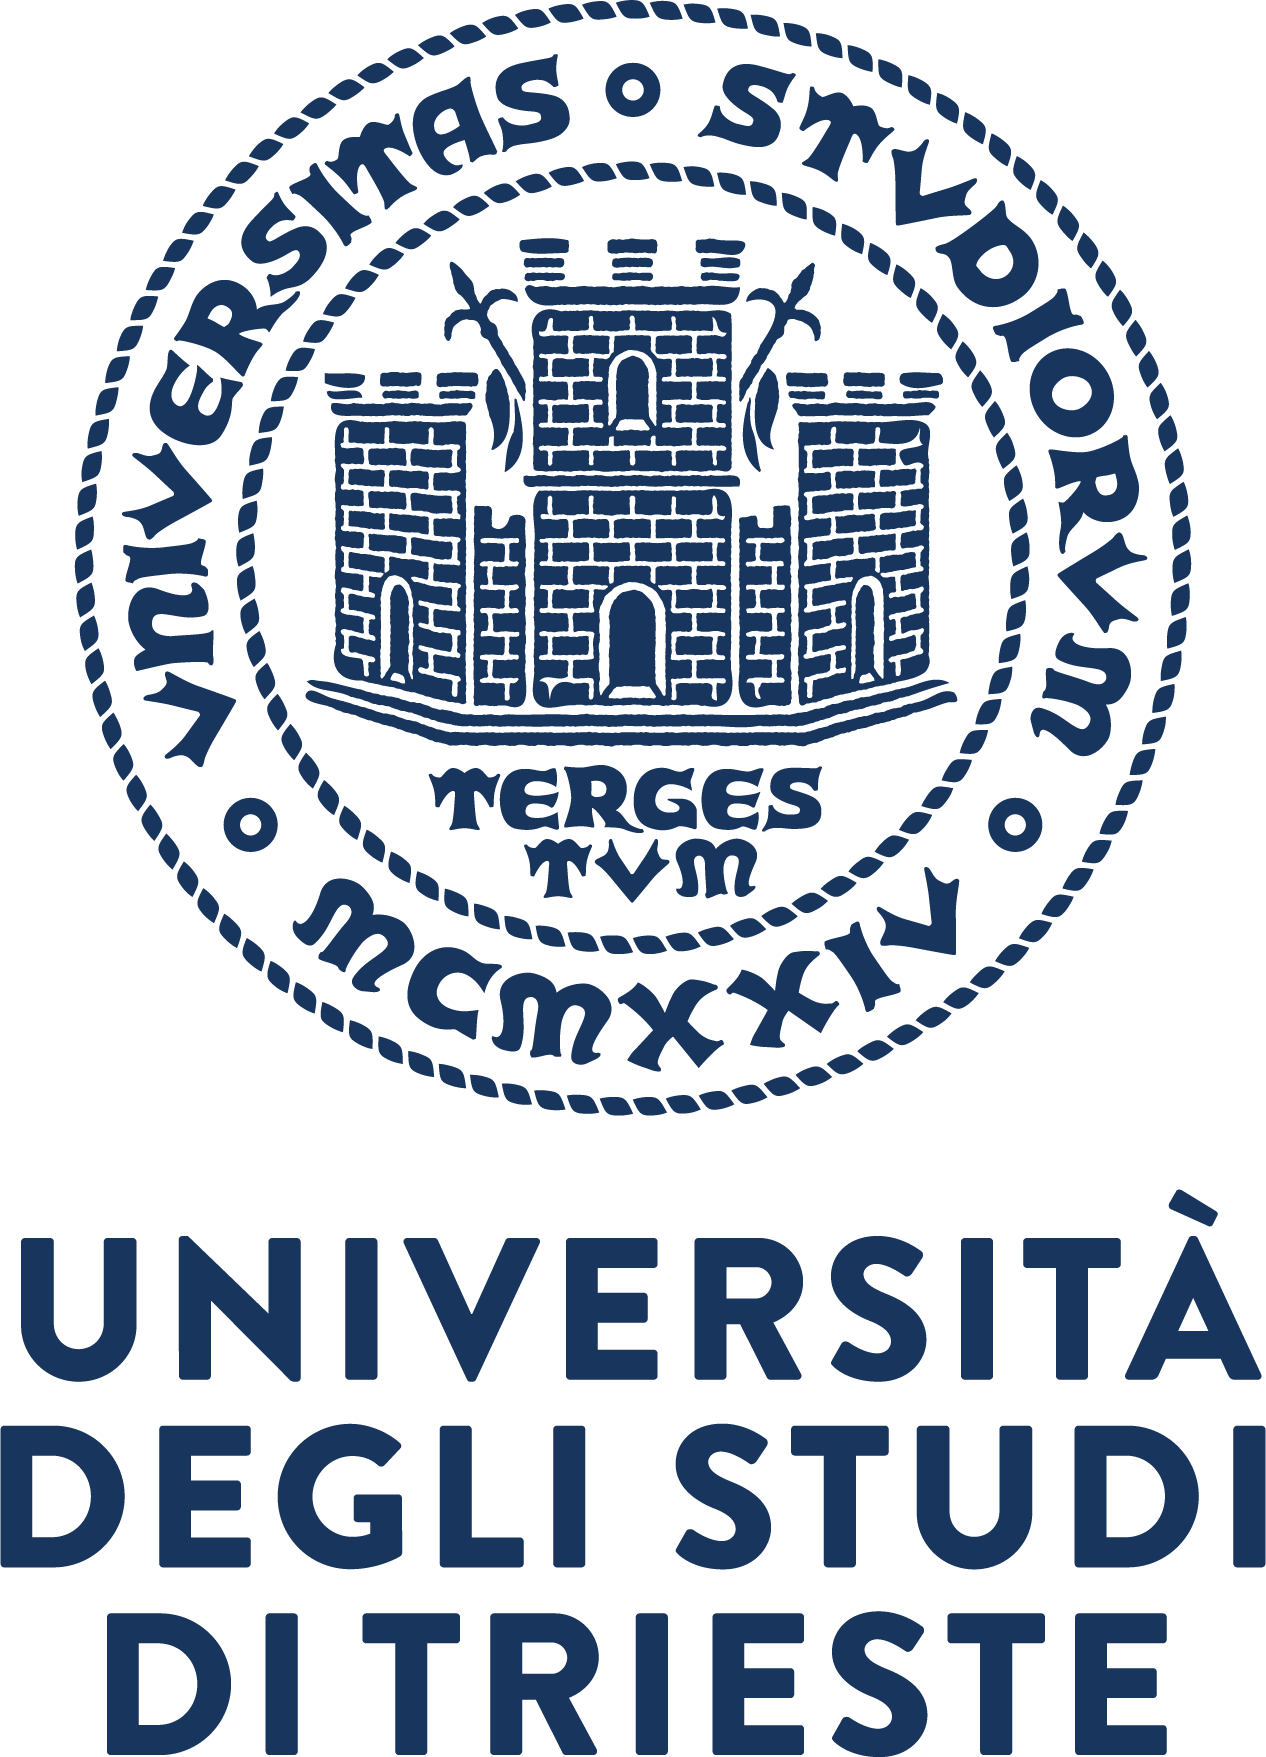 VNIVERSITAS STVDIORVM
TERGES
TVM
MCMXXIV
UNIVERSITÀ
DEGLI STUDI
DI TRIESTE